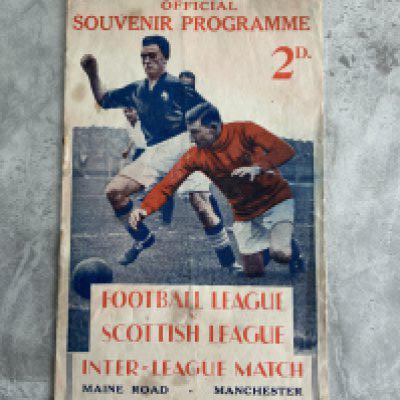 OFFICIAL
SOUVENIR PROGRAMME
2D.
FOOTBALL LEAGUE
SCOTTISH LEAGUE
INTER-LEAGUE MATCH
MAINE ROAD - MANCHESTER